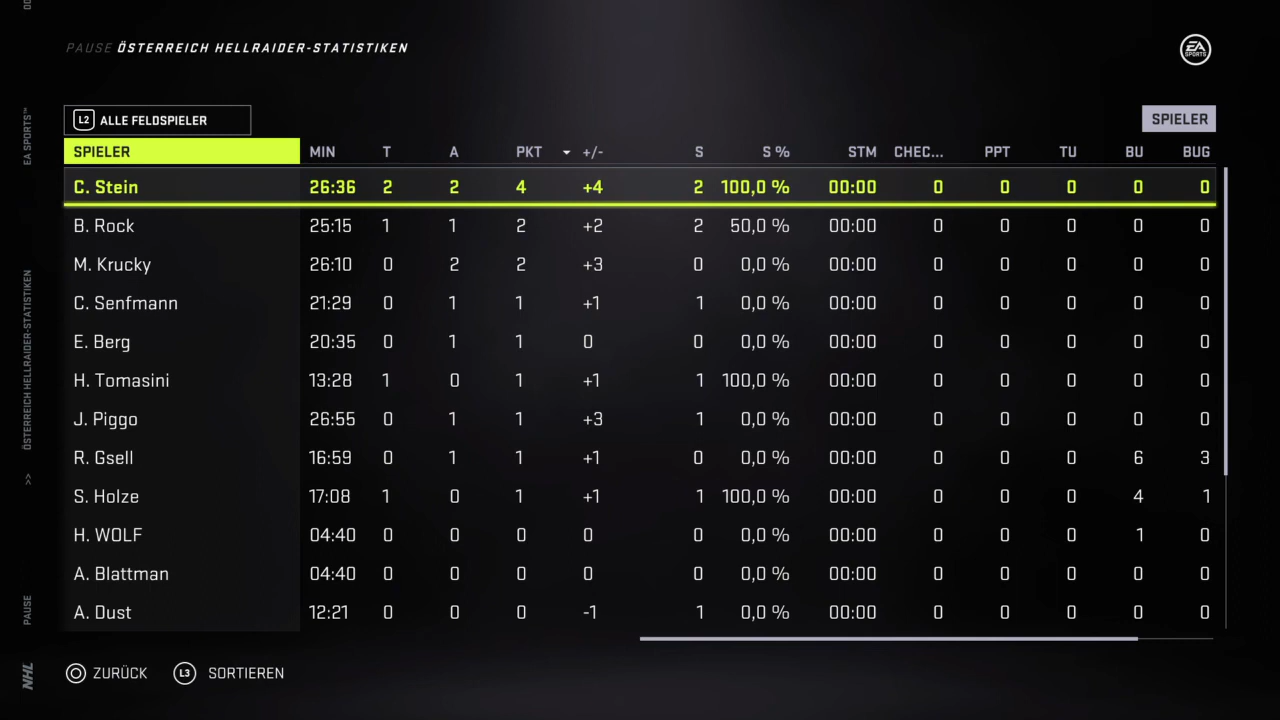 PAUSE ÖSTERREICH HELLRAIDER-STATISTIKEN
EA SPORTS
L2 ALLE FELDSPIELER
SPIELER
SPIELER MIN T A PKT +/- S S % STM CHEC... PPT TU BU BUG
C. Stein 26:36 2 2 4 +4 2 100,0 % 00:00 0 0 0 0 0
B. Rock 25:15 1 1 2 +2 2 50,0 % 00:00 0 0 0 0 0
M. Krucky 26:10 0 2 2 +3 0 0,0 % 00:00 0 0 0 0 0
C. Senfmann 21:29 0 1 1 +1 1 0,0 % 00:00 0 0 0 0 0
E. Berg 20:35 0 1 1 0 0 0,0 % 00:00 0 0 0 0 0
H. Tomasini 13:28 1 0 1 +1 1 100,0 % 00:00 0 0 0 0 0
J. Piggo 26:55 0 1 1 +3 1 0,0 % 00:00 0 0 0 0 0
R. Gsell 16:59 0 1 1 +1 0 0,0 % 00:00 0 0 0 6 3
S. Holze 17:08 1 0 1 +1 1 100,0 % 00:00 0 0 0 4 1
H. WOLF 04:40 0 0 0 0 0 0,0 % 00:00 0 0 0 1 0
A. Blattman 04:40 0 0 0 0 0 0,0 % 00:00 0 0 0 0 0
A. Dust 12:21 0 0 0 -1 1 0,0 % 00:00 0 0 0 0 0
ZURÜCK L3 SORTIEREN
NHL PAUSE >> ÖSTERREICH HELLRAIDER-STATISTIKEN EA SPORTS™